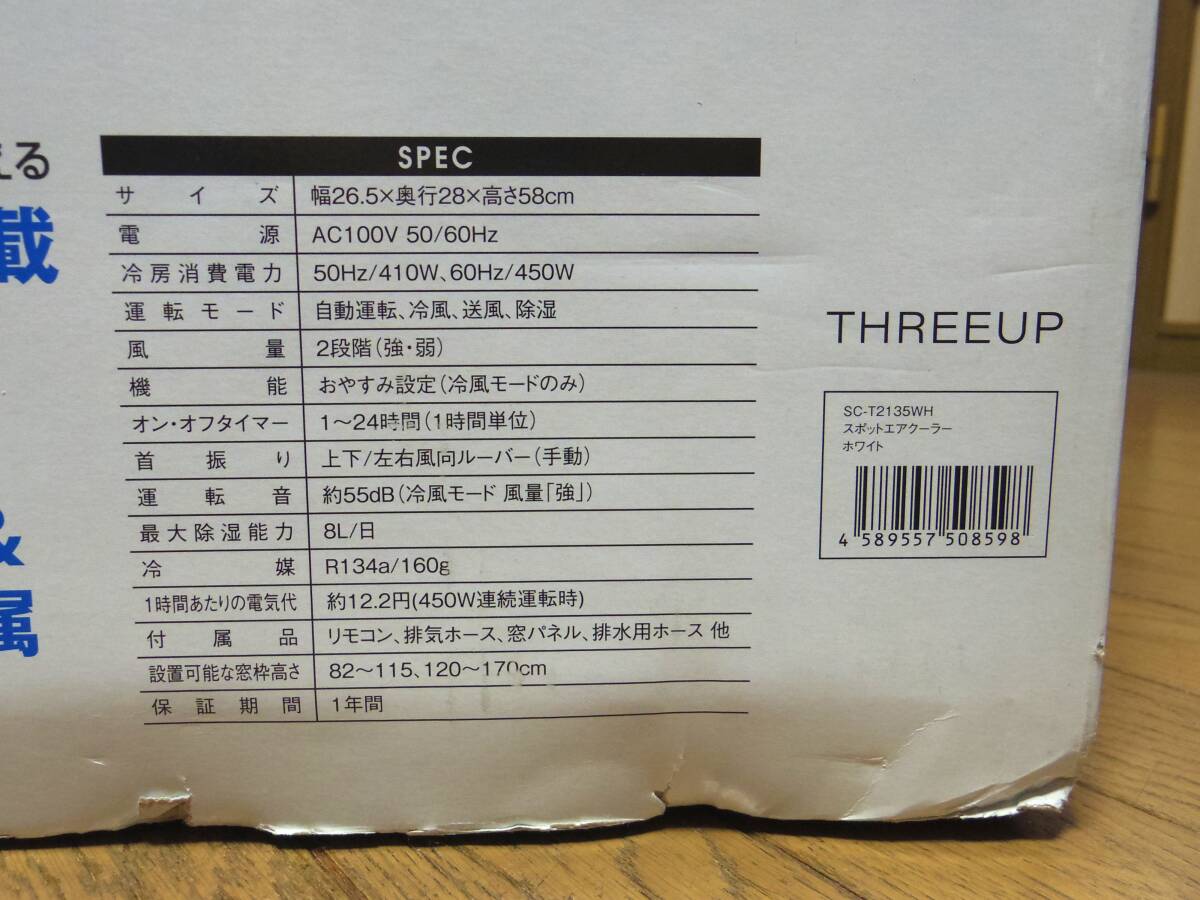 える
載
&
属
SPEC
サイズ 幅26.5×奥行28×高さ58cm
電源 AC100V 50/60Hz
冷房消費電力 50Hz/410W、60Hz/450W
運転モード 自動運転、冷風、送風、除湿
風量 2段階(強・弱)
機能 おやすみ設定(冷風モードのみ)
オン・オフタイマー 1〜24時間(1時間単位)
首振り 上下/左右風向ルーバー(手動)
運転音 約55dB(冷風モード 風量「強」)
最大除湿能力 8L/日
冷媒 R134a/160g
1時間あたりの電気代 約12.2円(450W連続運転時)
付属品 リモコン、排気ホース、窓パネル、排水用ホース 他
設置可能な窓枠高さ 82〜115、120〜170cm
保証期間 1年間
THREEUP
SC-T2135WH
スポットエアクーラー
ホワイト
4 589557 508598